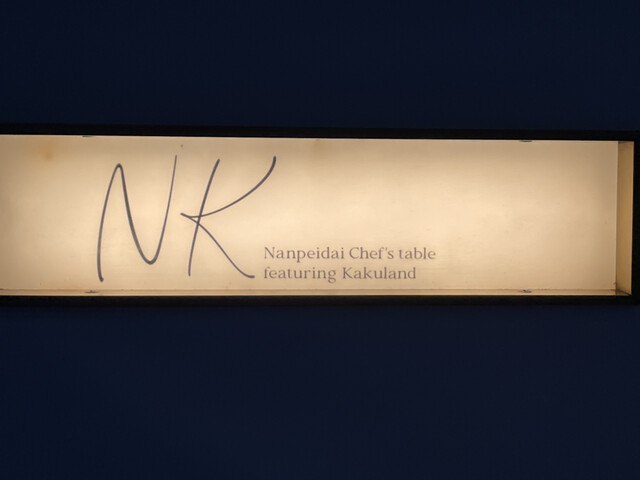 NK
Nanpeidai Chef's table
featuring Kakuland